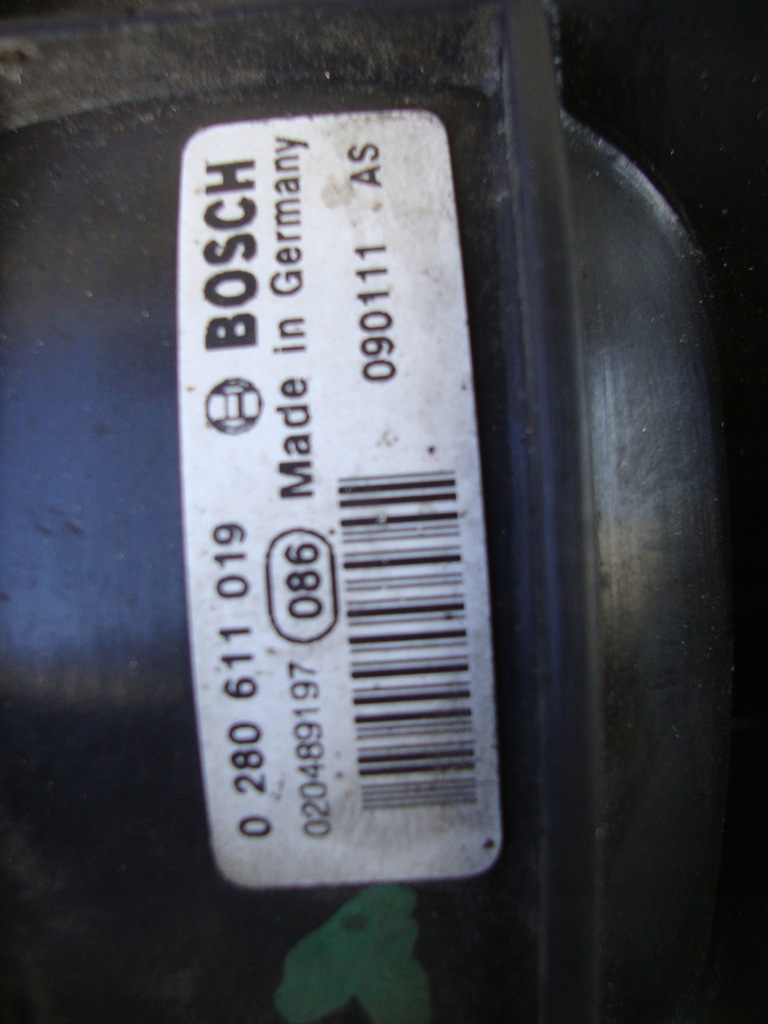 0 280 611 019 BOSCH
020489197 086 Made in Germany
090111 AS